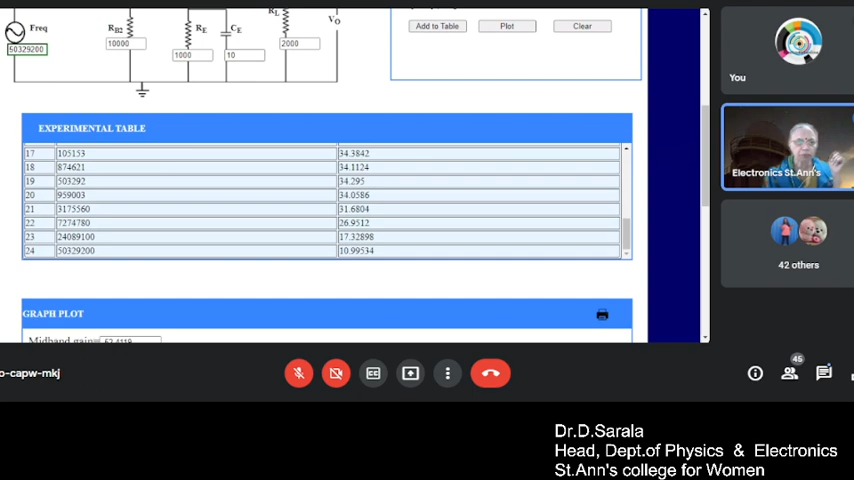 Freq
50329200
RB2
10000
RE
1000
CE
10
RL
2000
VO
Add to Table
Plot
Clear
You
EXPERIMENTAL TABLE
17 105153 34.3842
18 874621 34.1124
19 503292 34.295
20 959003 34.0586
21 3175560 31.6804
22 7274780 26.9512
23 24089100 17.32898
24 50329200 10.99534
Electronics St.Ann's
42 others
GRAPH PLOT
Midband gain=
o-capw-mkj
45
Dr.D.Sarala
Head, Dept.of Physics & Electronics
St.Ann's college for Women